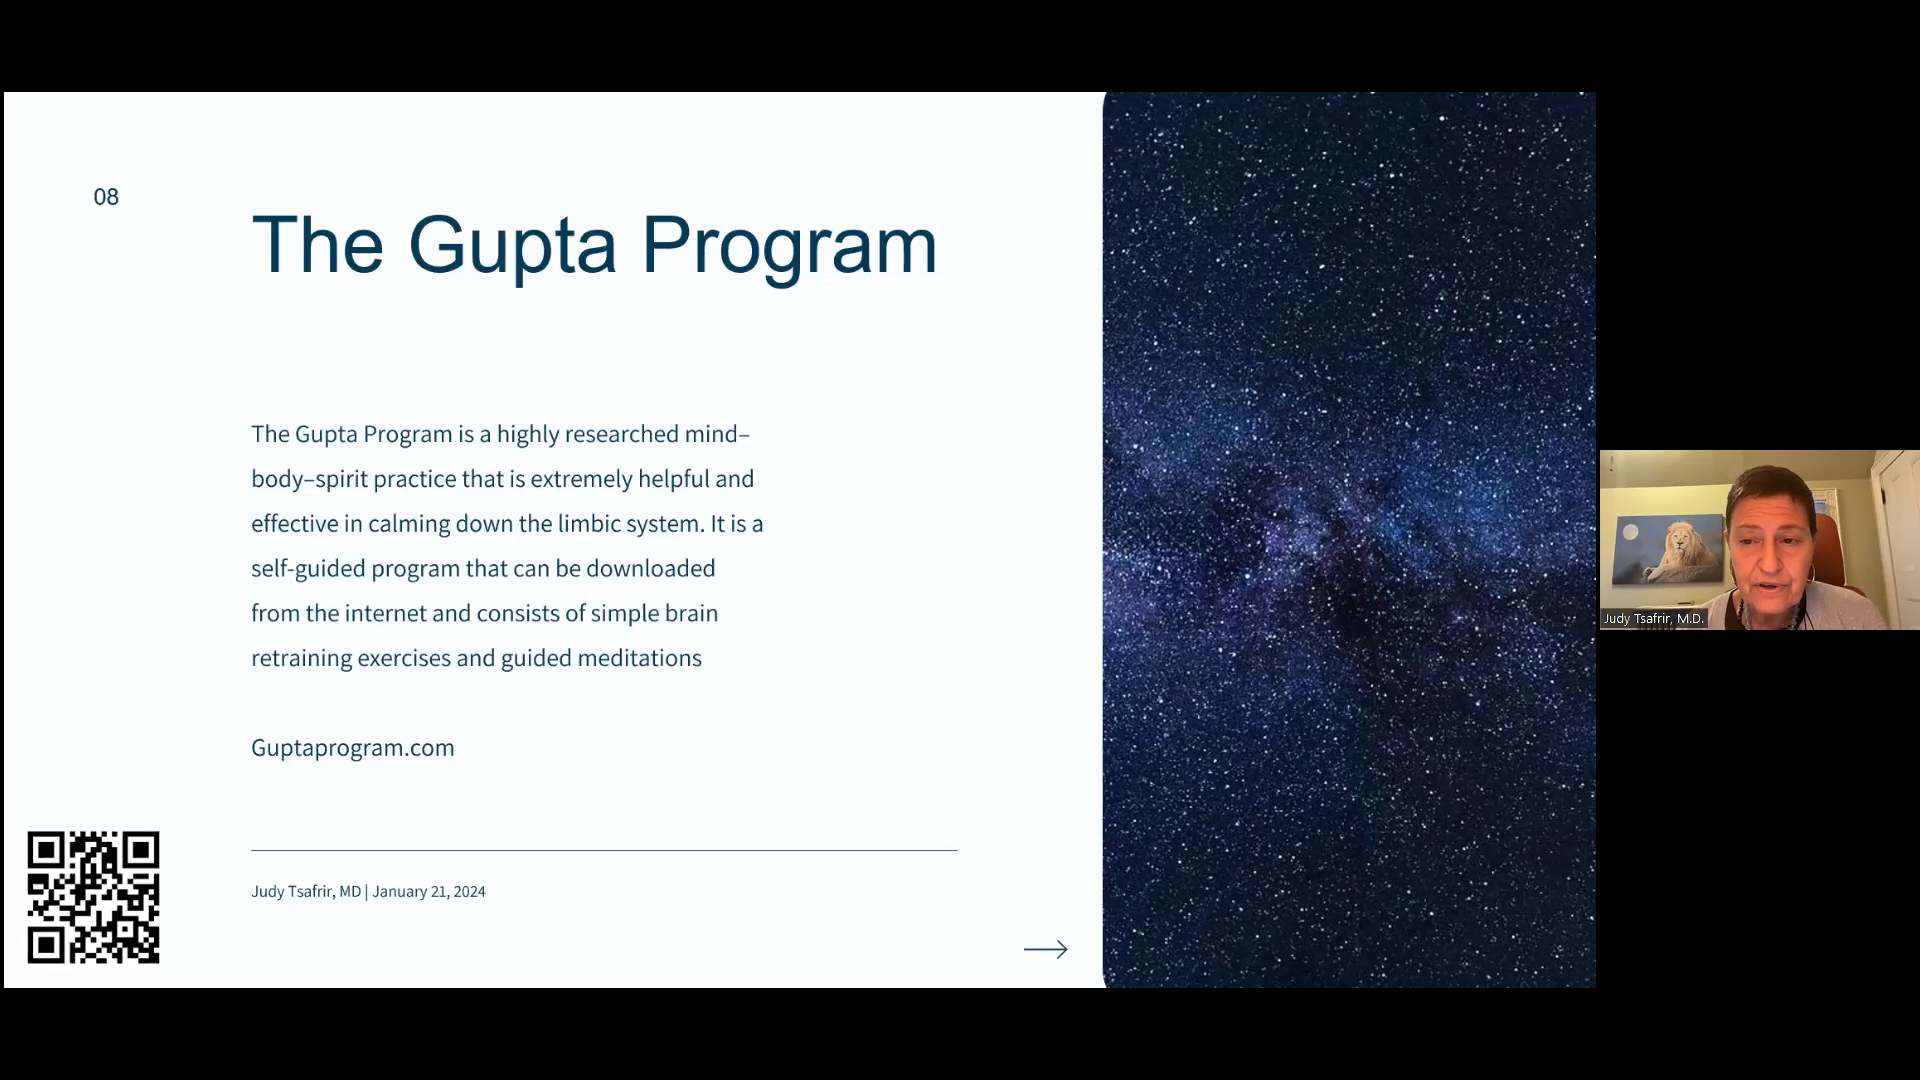 08
The Gupta Program
The Gupta Program is a highly researched mind–
body–spirit practice that is extremely helpful and
effective in calming down the limbic system. It is a
self-guided program that can be downloaded
from the internet and consists of simple brain
retraining exercises and guided meditations
Guptaprogram.com
Judy Tsafrir, MD | January 21, 2024
Judy Tsafrir, M.D.